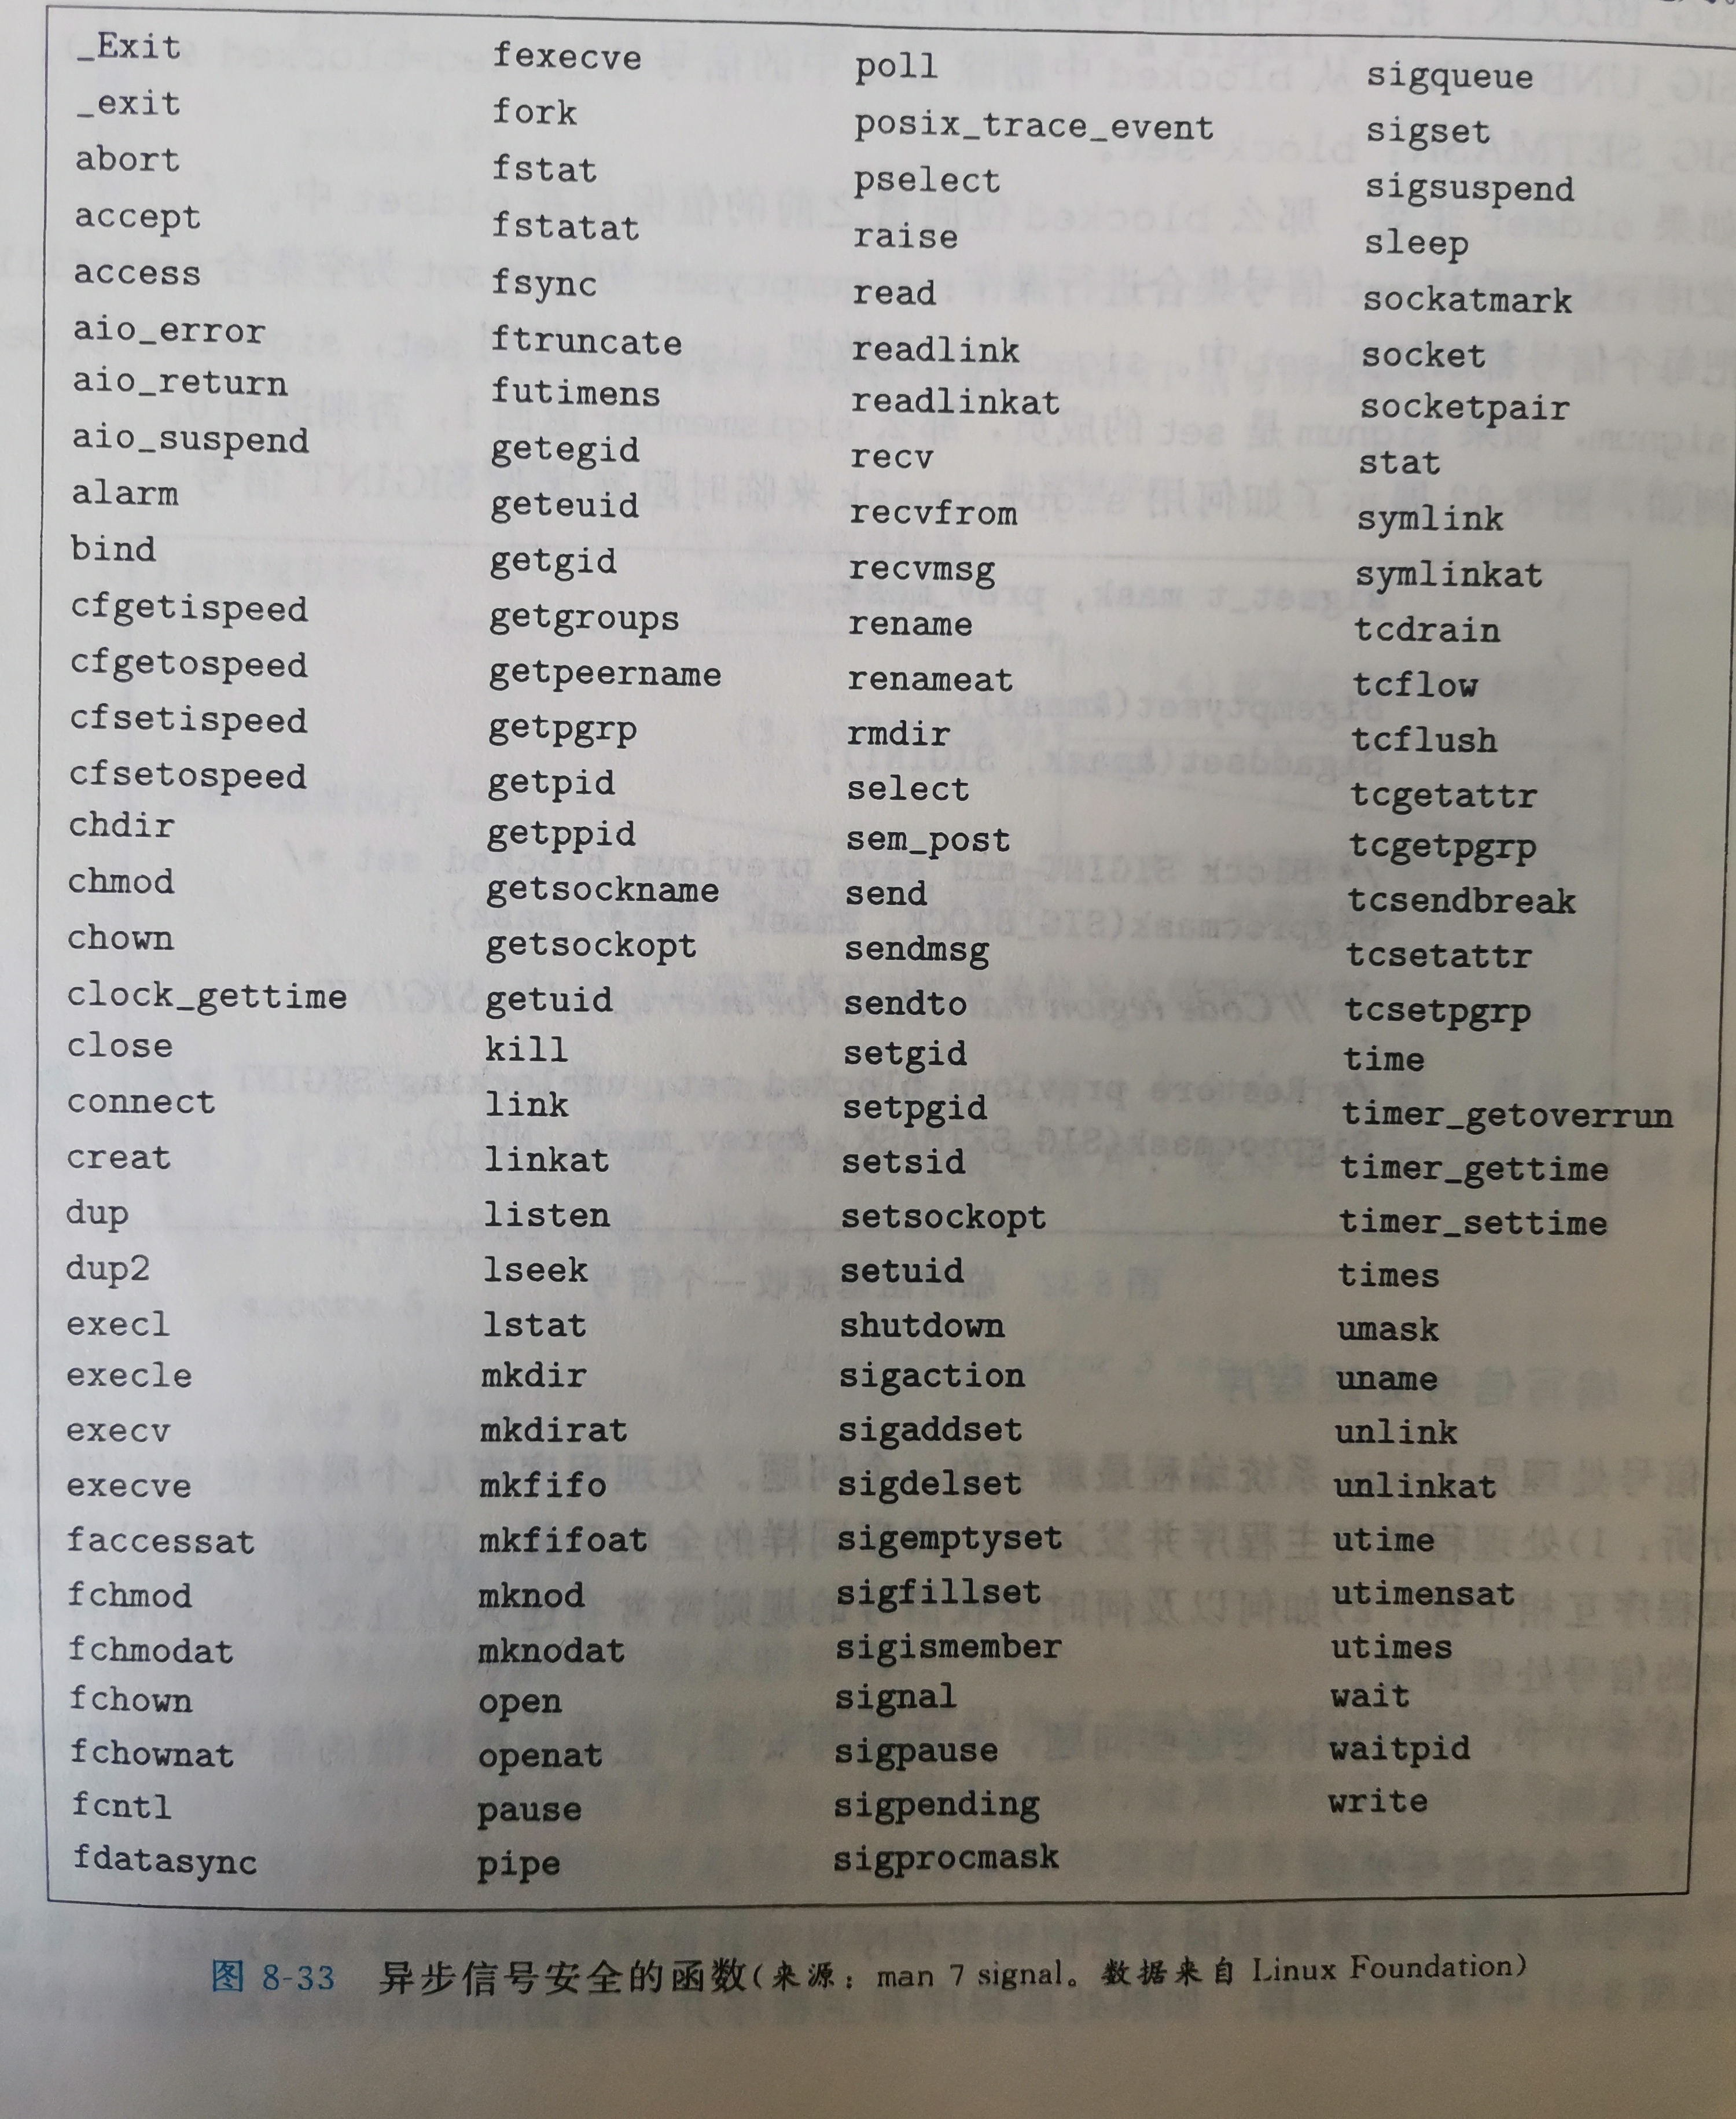 _Exit fexecve poll sigqueue
_exit fork posix_trace_event sigset
abort fstat pselect sigsuspend
accept fstatat raise sleep
access fsync read sockatmark
aio_error ftruncate readlink socket
aio_return futimens readlinkat socketpair
aio_suspend getegid recv stat
alarm geteuid recvfrom symlink
bind getgid recvmsg symlinkat
cfgetispeed getgroups rename tcdrain
cfgetospeed getpeername renameat tcflow
cfsetispeed getpgrp rmdir tcflush
cfsetospeed getpid select tcgetattr
chdir getppid sem_post tcgetpgrp
chmod getsockname send tcsendbreak
chown getsockopt sendmsg tcsetattr
clock_gettime getuid sendto tcsetpgrp
close kill setgid time
connect link setpgid timer_getoverrun
creat linkat setsid timer_gettime
dup listen setsockopt timer_settime
dup2 lseek setuid times
execl lstat shutdown umask
execle mkdir sigaction uname
execv mkdirat sigaddset unlink
execve mkfifo sigdelset unlinkat
faccessat mkfifoat sigemptyset utime
fchmod mknod sigfillset utimensat
fchmodat mknodat sigismember utimes
fchown open signal wait
fchownat openat sigpause waitpid
fcntl pause sigpending write
fdatasync pipe sigprocmask
图 8-33 异步信号安全的函数(来源：man 7 signal。数据来自 Linux Foundation)